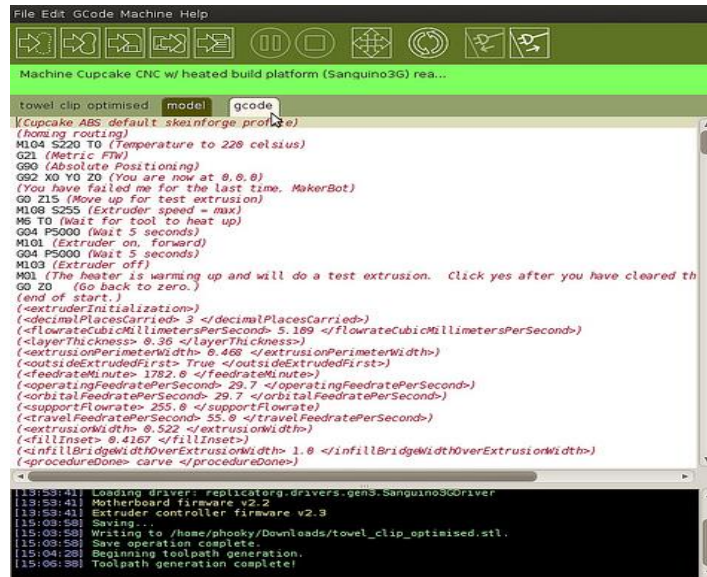 File Edit GCode Machine Help
Machine Cupcake CNC w/ heated build platform (Sanguino3G) rea...
towel clip optimised model gcode
(Cupcake ABS default skeinforge profile)
(homing routing)
M104 S220 T0 (Temperature to 220 celsius)
G21 (Metric FTW)
G90 (Absolute Positioning)
G92 X0 Y0 Z0 (You are now at 0,0,0)
(You have failed me for the last time, MakerBot)
G0 Z15 (Move up for test extrusion)
M108 S255 (Extruder speed = max)
M6 T0 (Wait for tool to heat up)
G04 P5000 (Wait 5 seconds)
M101 (Extruder on, forward)
G04 P5000 (Wait 5 seconds)
M103 (Extruder off)
M01 (The heater is warming up and will do a test extrusion.  Click yes after you have cleared th
G0 Z0   (Go back to zero.)
(end of start.)
(<extruderInitialization>)
(<decimalPlacesCarried> 3 </decimalPlacesCarried>)
(<flowrateCubicMillimetersPerSecond> 5.109 </flowrateCubicMillimetersPerSecond>)
(<layerThickness> 0.36 </layerThickness>)
(<extrusionPerimeterWidth> 0.468 </extrusionPerimeterWidth>)
(<outsideExtrudedFirst> True </outsideExtrudedFirst>)
(<feedrateMinute> 1782.0 </feedrateMinute>)
(<operatingFeedratePerSecond> 29.7 </operatingFeedratePerSecond>)
(<orbitalFeedratePerSecond> 29.7 </orbitalFeedratePerSecond>)
(<supportFlowrate> 255.0 </supportFlowrate)
(<travelFeedratePerSecond> 55.0 </travelFeedratePerSecond>)
(<extrusionWidth> 0.522 </extrusionWidth>)
(<fillInset> 0.4167 </fillInset>)
(<infillBridgeWidthOverExtrusionWidth> 1.0 </infillBridgeWidthOverExtrusionWidth>)
(<procedureDone> carve </procedureDone>)
[13:53:41] Loading driver: replicatorg.drivers.gen3.Sanguino3GDriver
[13:53:41] Motherboard firmware v2.2
[13:53:41] Extruder controller firmware v2.3
[15:03:58] Saving...
[15:03:58] Writing to /home/phooky/Downloads/towel_clip_optimised.stl.
[15:03:58] Save operation complete.
[15:04:28] Beginning toolpath generation.
[15:06:38] Toolpath generation complete!